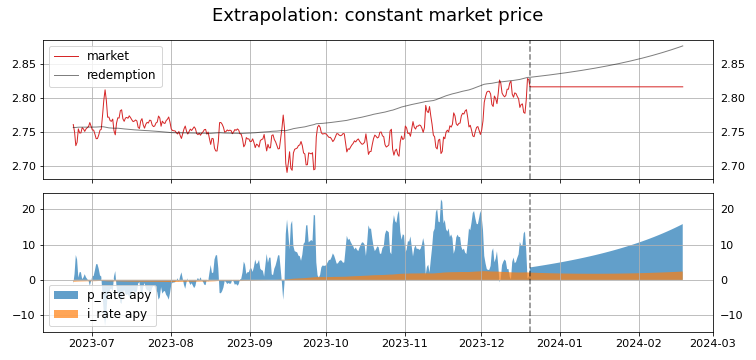 Extrapolation: constant market price
market
redemption
2.85 2.85
2.80 2.80
2.75 2.75
2.70 2.70
20 20
10 10
0 0
p_rate apy
i_rate apy
−10 −10
2023-07 2023-08 2023-09 2023-10 2023-11 2023-12 2024-01 2024-02 2024-03